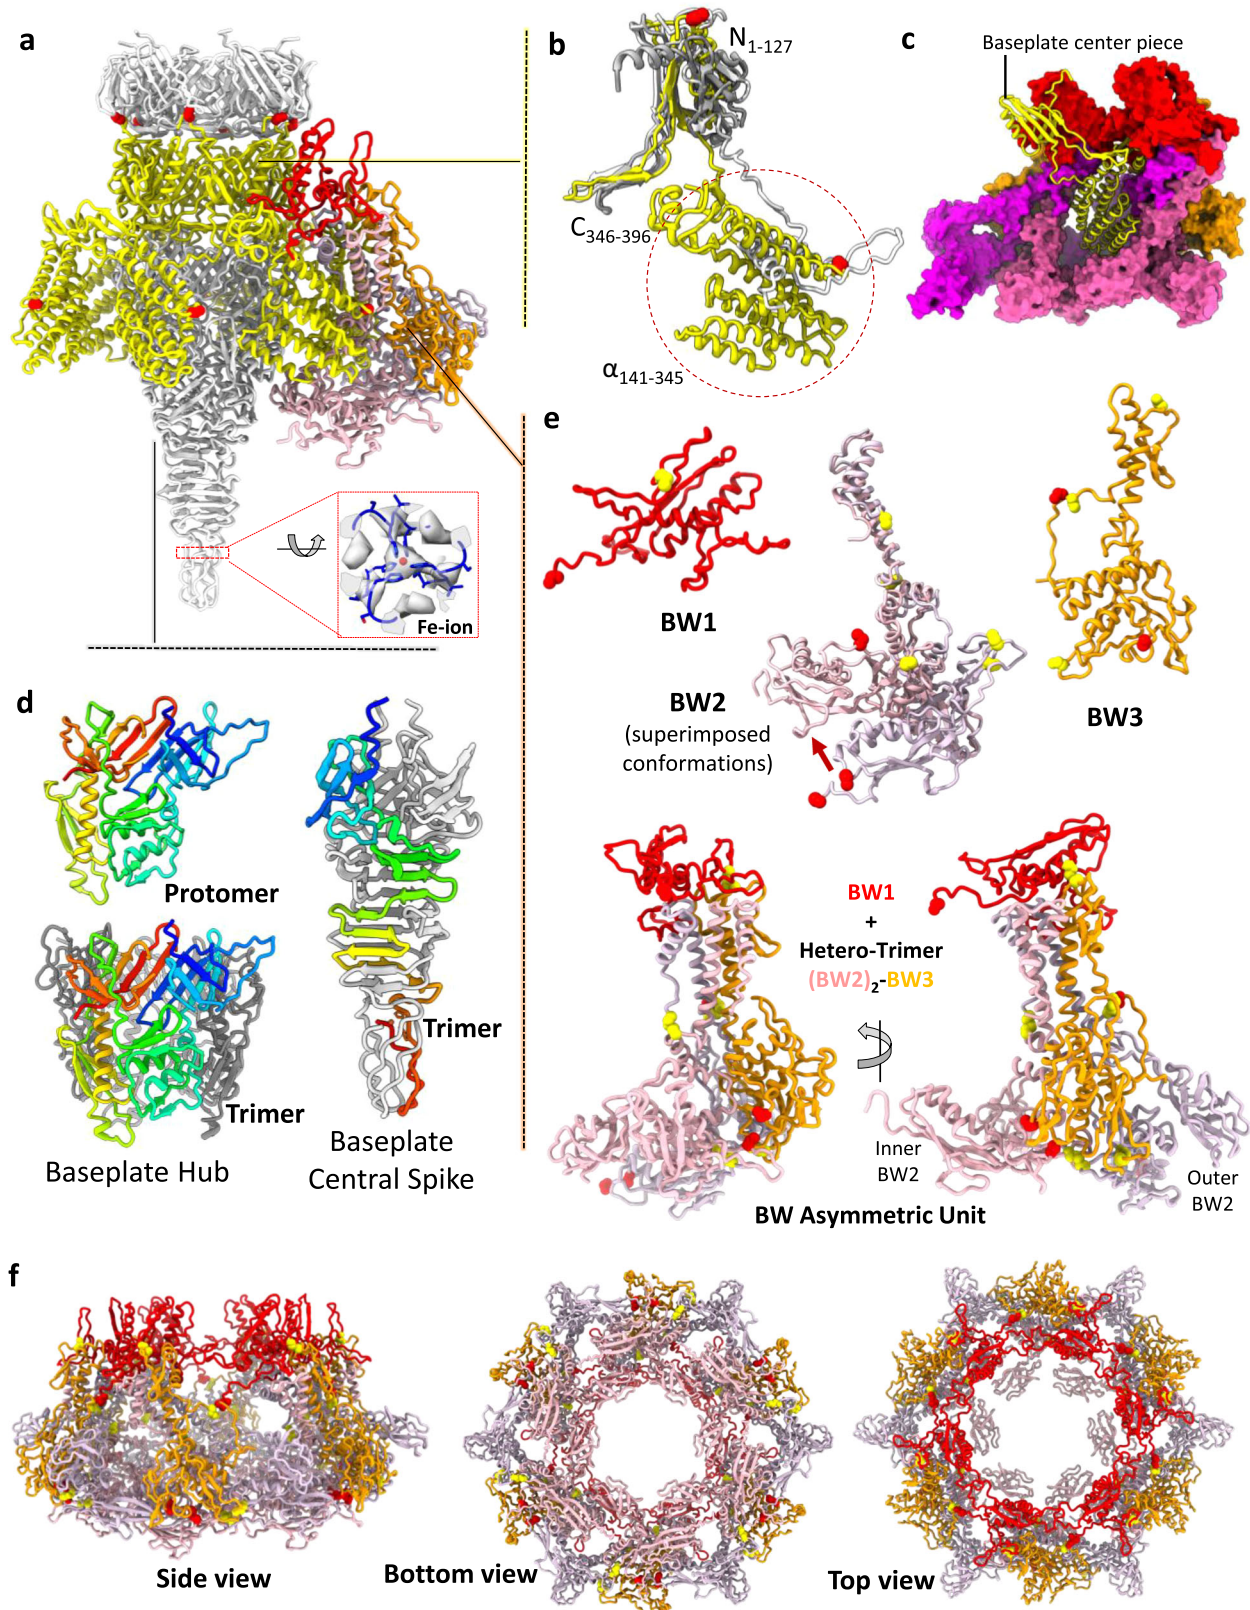 a
b
N1-127
C346-396
α141-345
c
Baseplate center piece
Fe-ion
d
Protomer
Trimer
Baseplate Hub
Trimer
Baseplate
Central Spike
e
BW1
BW2
(superimposed
conformations)
BW3
BW1
+
Hetero-Trimer
(BW2)2-BW3
Inner
BW2
Outer
BW2
BW Asymmetric Unit
f
Side view
Bottom view
Top view